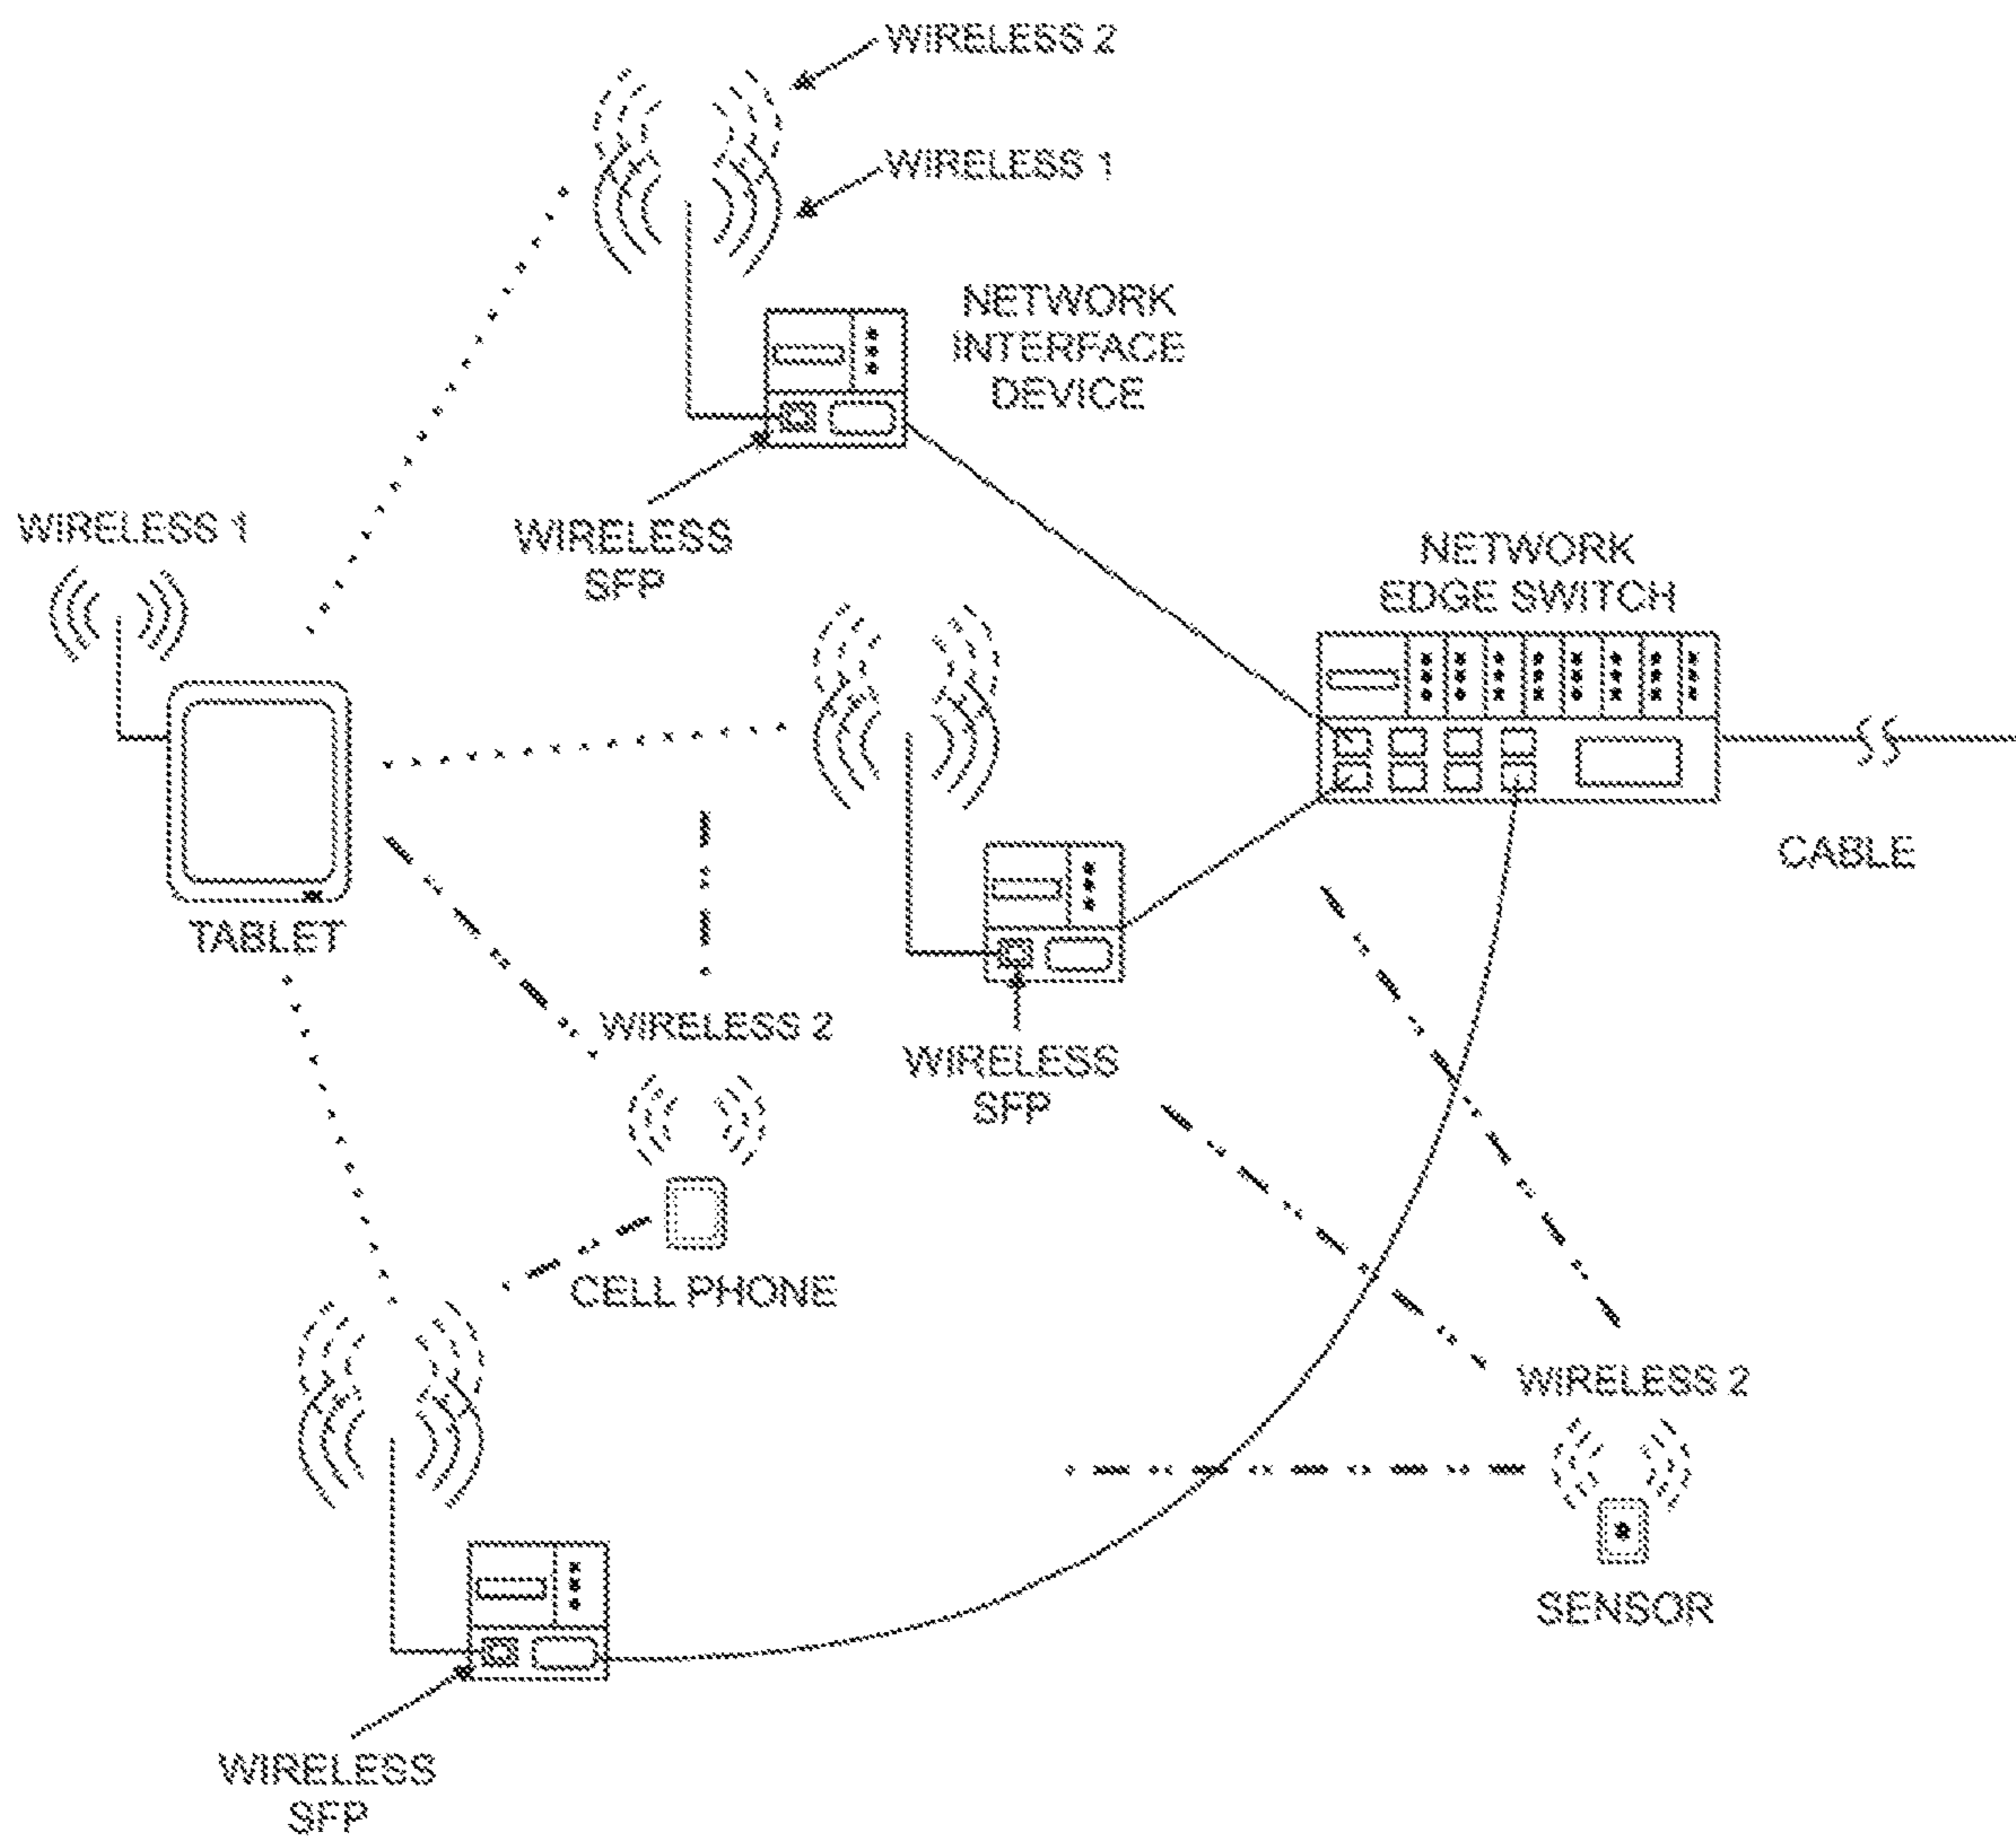 WIRELESS 2
WIRELESS 1
NETWORK
INTERFACE
DEVICE
WIRELESS 1
WIRELESS
SFP
NETWORK
EDGE SWITCH
CABLE
TABLET
WIRELESS 2
WIRELESS
SFP
CELL PHONE
WIRELESS 2
SENSOR
WIRELESS
SFP